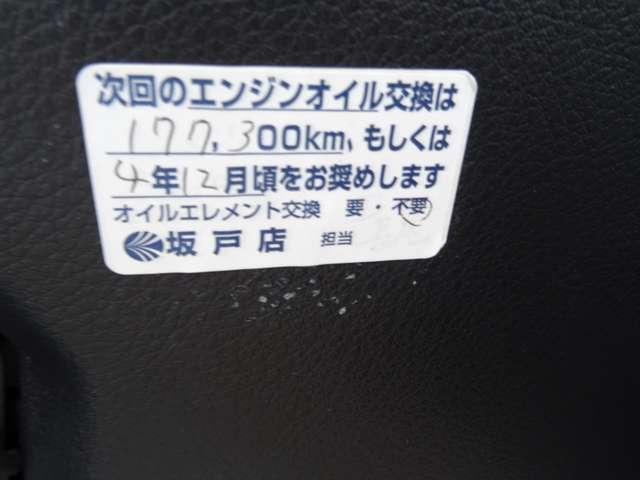 次回のエンジンオイル交換は
177,300km、もしくは
4年12月頃をお奨めします
オイルエレメント交換 要・不要
坂戸店 担当